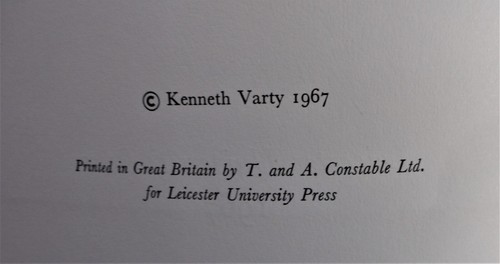 © Kenneth Varty 1967
Printed in Great Britain by T. and A. Constable Ltd.
for Leicester University Press